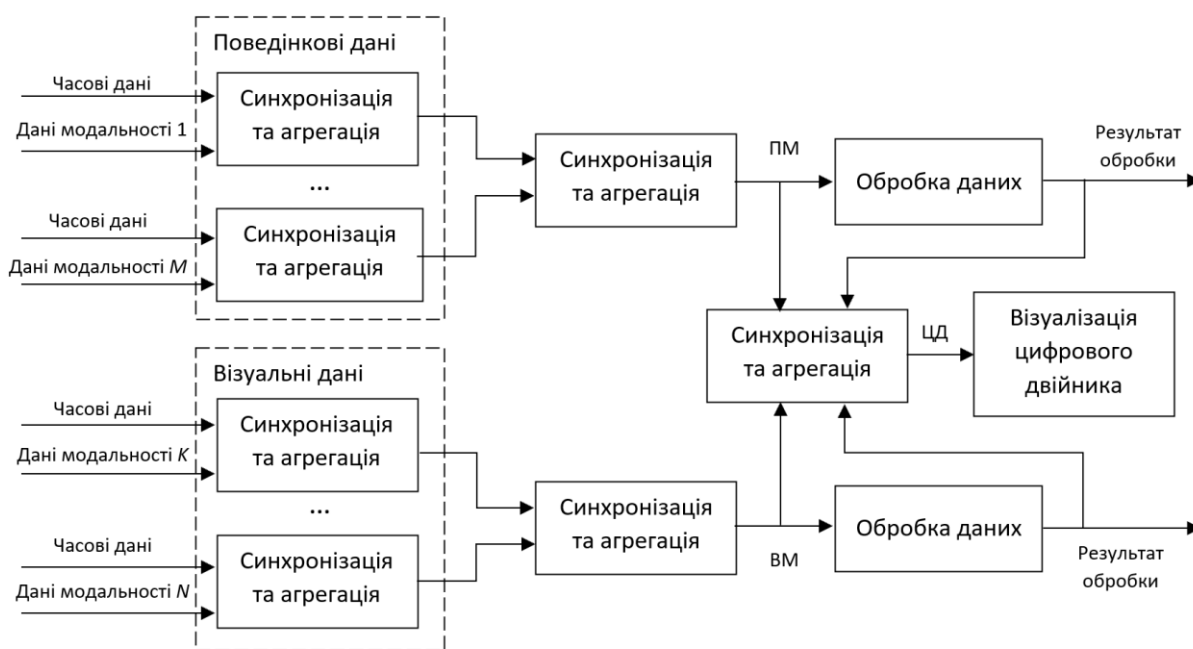 Поведінкові дані
Часові дані
Дані модальності 1
Синхронізація
та агрегація
...
Часові дані
Дані модальності M
Синхронізація
та агрегація
Синхронізація
та агрегація
ПМ
Обробка даних
Результат
обробки
Синхронізація
та агрегація
ЦД
Візуалізація
цифрового
двійника
Візуальні дані
Часові дані
Дані модальності K
Синхронізація
та агрегація
...
Часові дані
Дані модальності N
Синхронізація
та агрегація
Синхронізація
та агрегація
ВМ
Обробка даних
Результат
обробки